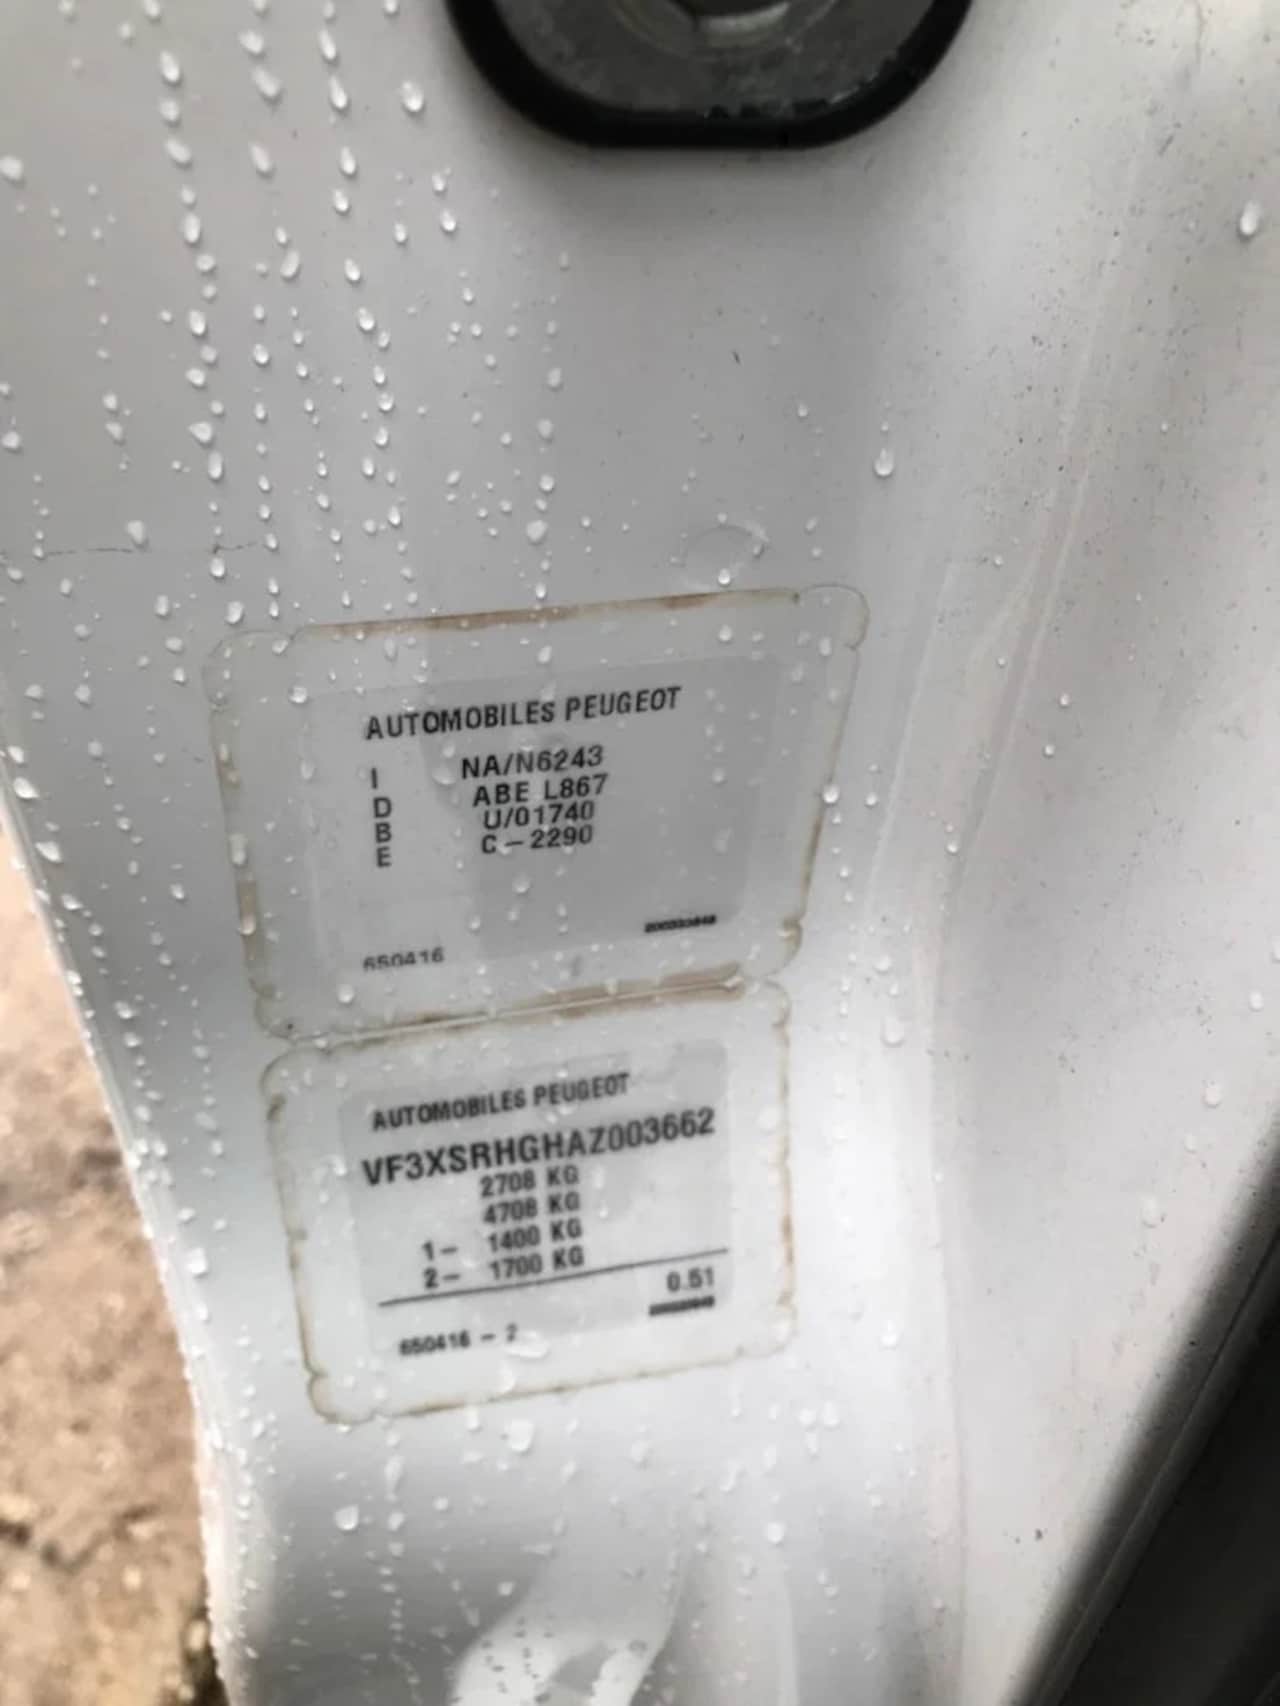 AUTOMOBILES PEUGEOT
I NA/N6243
D ABE L867
B U/01740
E C-2290
650416
AUTOMOBILES PEUGEOT
VF3XSRHGHAZ003662
2708 KG
4708 KG
1- 1400 KG
2- 1700 KG
0.51
650416 - 2